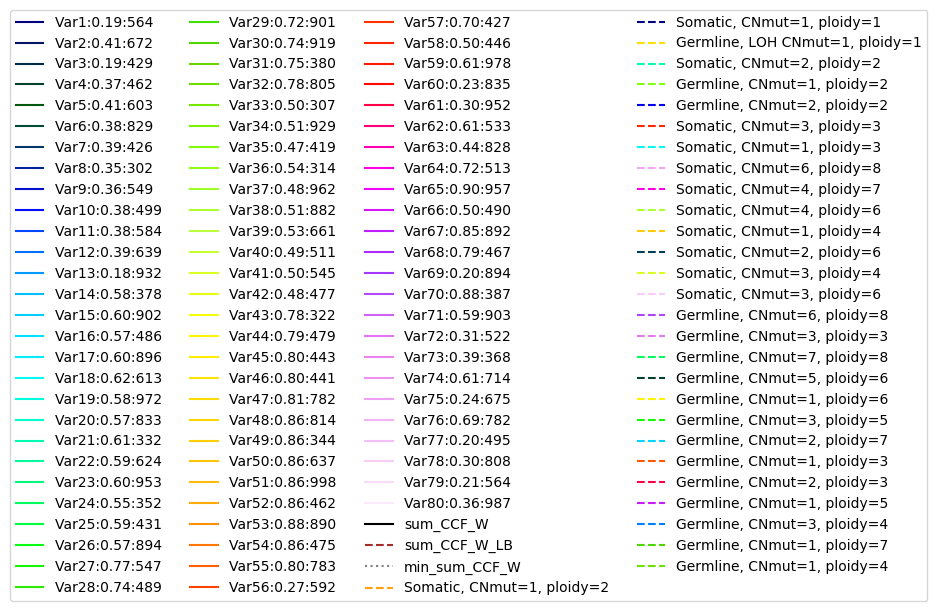 Var1:0.19:564
Var2:0.41:672
Var3:0.19:429
Var4:0.37:462
Var5:0.41:603
Var6:0.38:829
Var7:0.39:426
Var8:0.35:302
Var9:0.36:549
Var10:0.38:499
Var11:0.38:584
Var12:0.39:639
Var13:0.18:932
Var14:0.58:378
Var15:0.60:902
Var16:0.57:486
Var17:0.60:896
Var18:0.62:613
Var19:0.58:972
Var20:0.57:833
Var21:0.61:332
Var22:0.59:624
Var23:0.60:953
Var24:0.55:352
Var25:0.59:431
Var26:0.57:894
Var27:0.77:547
Var28:0.74:489
Var29:0.72:901
Var30:0.74:919
Var31:0.75:380
Var32:0.78:805
Var33:0.50:307
Var34:0.51:929
Var35:0.47:419
Var36:0.54:314
Var37:0.48:962
Var38:0.51:882
Var39:0.53:661
Var40:0.49:511
Var41:0.50:545
Var42:0.48:477
Var43:0.78:322
Var44:0.79:479
Var45:0.80:443
Var46:0.80:441
Var47:0.81:782
Var48:0.86:814
Var49:0.86:344
Var50:0.86:637
Var51:0.86:998
Var52:0.86:462
Var53:0.88:890
Var54:0.86:475
Var55:0.80:783
Var56:0.27:592
Var57:0.70:427
Var58:0.50:446
Var59:0.61:978
Var60:0.23:835
Var61:0.30:952
Var62:0.61:533
Var63:0.44:828
Var64:0.72:513
Var65:0.90:957
Var66:0.50:490
Var67:0.85:892
Var68:0.79:467
Var69:0.20:894
Var70:0.88:387
Var71:0.59:903
Var72:0.31:522
Var73:0.39:368
Var74:0.61:714
Var75:0.24:675
Var76:0.69:782
Var77:0.20:495
Var78:0.30:808
Var79:0.21:564
Var80:0.36:987
sum_CCF_W
sum_CCF_W_LB
min_sum_CCF_W
Somatic, CNmut=1, ploidy=2
Somatic, CNmut=1, ploidy=1
Germline, LOH CNmut=1, ploidy=1
Somatic, CNmut=2, ploidy=2
Germline, CNmut=1, ploidy=2
Germline, CNmut=2, ploidy=2
Somatic, CNmut=3, ploidy=3
Somatic, CNmut=1, ploidy=3
Somatic, CNmut=6, ploidy=8
Somatic, CNmut=4, ploidy=7
Somatic, CNmut=4, ploidy=6
Somatic, CNmut=1, ploidy=4
Somatic, CNmut=2, ploidy=6
Somatic, CNmut=3, ploidy=4
Somatic, CNmut=3, ploidy=6
Germline, CNmut=6, ploidy=8
Germline, CNmut=3, ploidy=3
Germline, CNmut=7, ploidy=8
Germline, CNmut=5, ploidy=6
Germline, CNmut=1, ploidy=6
Germline, CNmut=3, ploidy=5
Germline, CNmut=2, ploidy=7
Germline, CNmut=1, ploidy=3
Germline, CNmut=2, ploidy=3
Germline, CNmut=1, ploidy=5
Germline, CNmut=3, ploidy=4
Germline, CNmut=1, ploidy=7
Germline, CNmut=1, ploidy=4